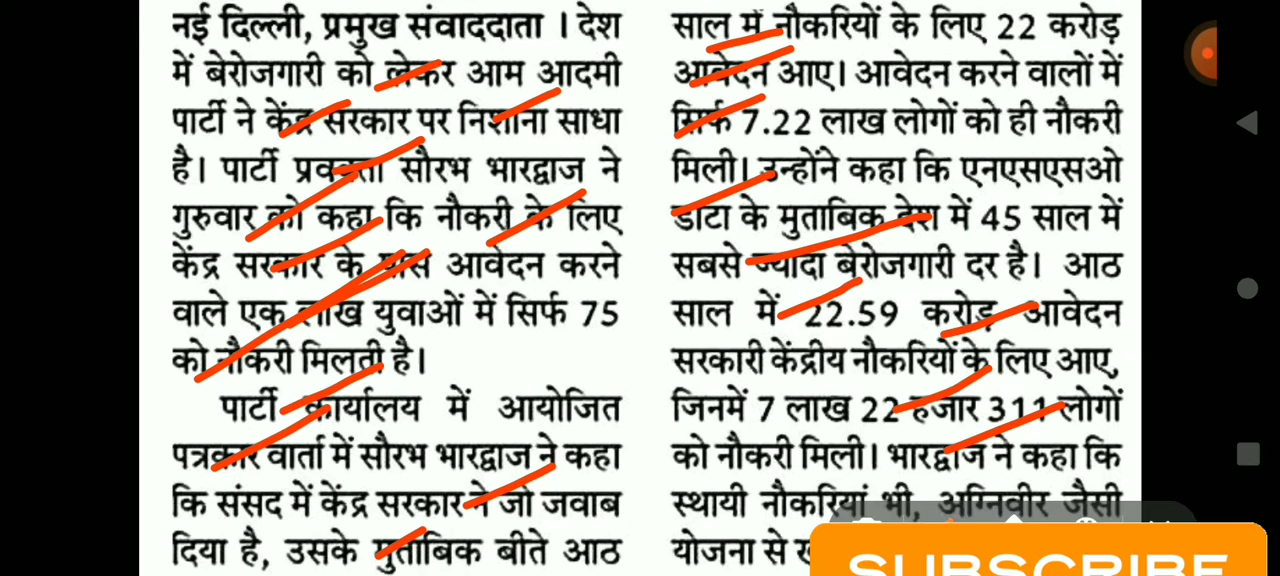 नई दिल्ली, प्रमुख संवाददाता । देश
में बेरोजगारी को लेकर आम आदमी
पार्टी ने केंद्र सरकार पर निशाना साधा
है। पार्टी प्रवक्ता सौरभ भारद्वाज ने
गुरुवार को कहा कि नौकरी के लिए
केंद्र सरकार के पास आवेदन करने
वाले एक लाख युवाओं में सिर्फ 75
को नौकरी मिलती है।
पार्टी कार्यालय में आयोजित
पत्रकार वार्ता में सौरभ भारद्वाज ने कहा
कि संसद में केंद्र सरकार ने जो जवाब
दिया है, उसके मुताबिक बीते आठ
साल में नौकरियों के लिए 22 करोड़
आवेदन आए। आवेदन करने वालों में
सिर्फ 7.22 लाख लोगों को ही नौकरी
मिली। उन्होंने कहा कि एनएसएसओ
डाटा के मुताबिक देश में 45 साल में
सबसे ज्यादा बेरोजगारी दर है। आठ
साल में 22.59 करोड़ आवेदन
सरकारी केंद्रीय नौकरियों के लिए आए,
जिनमें 7 लाख 22 हजार 311 लोगों
को नौकरी मिली। भारद्वाज ने कहा कि
स्थायी नौकरियां भी, अग्निवीर जैसी
योजना से
SUBSCRIBE